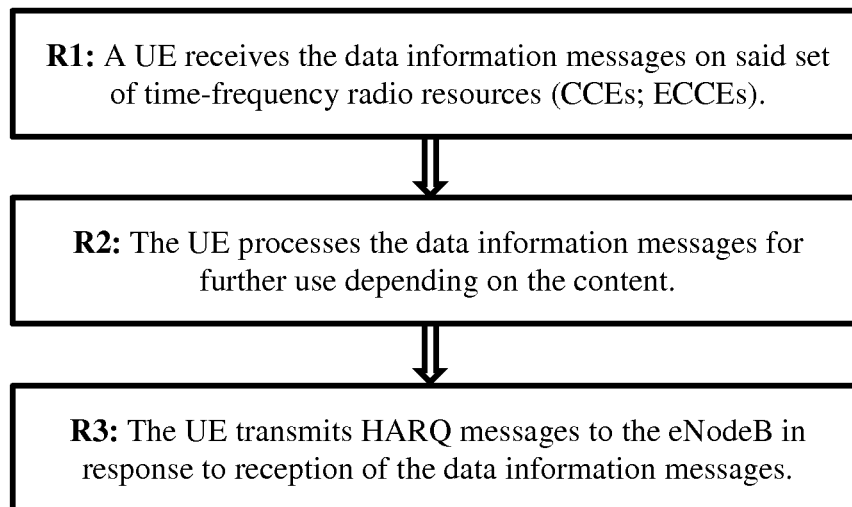 R1: A UE receives the data information messages on said set
of time-frequency radio resources (CCEs; ECCEs).
R2: The UE processes the data information messages for
further use depending on the content.
R3: The UE transmits HARQ messages to the eNodeB in
response to reception of the data information messages.